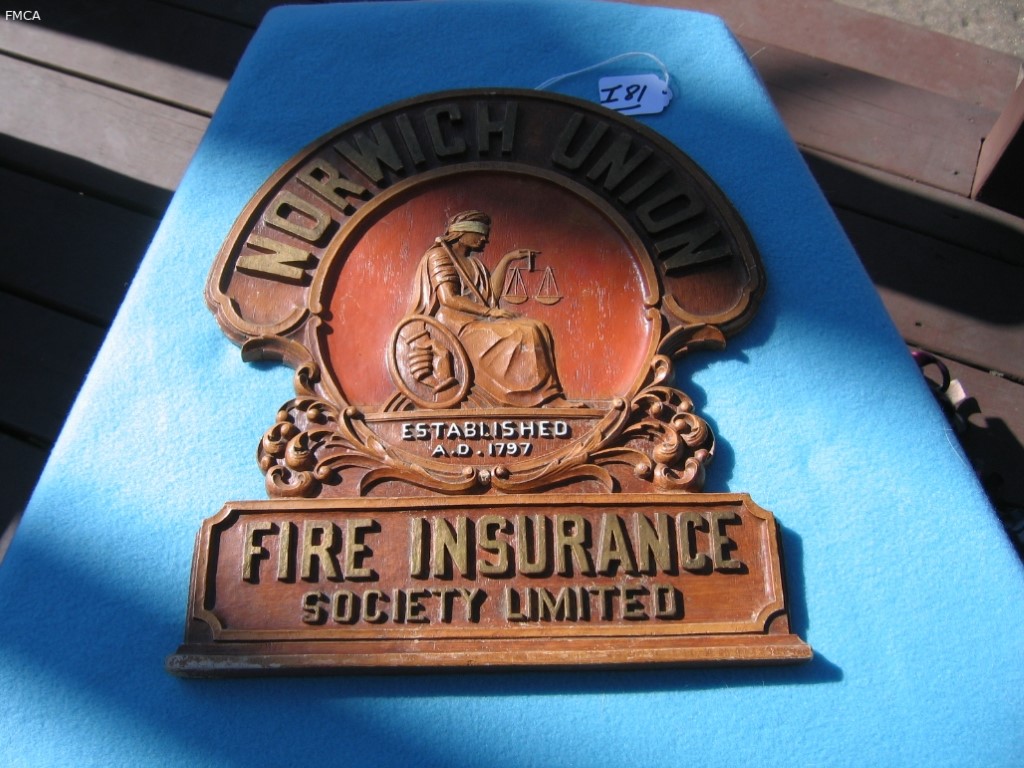 FMCA
I81
NORWICH UNION
ESTABLISHED
A.D. 1797
FIRE INSURANCE
SOCIETY LIMITED